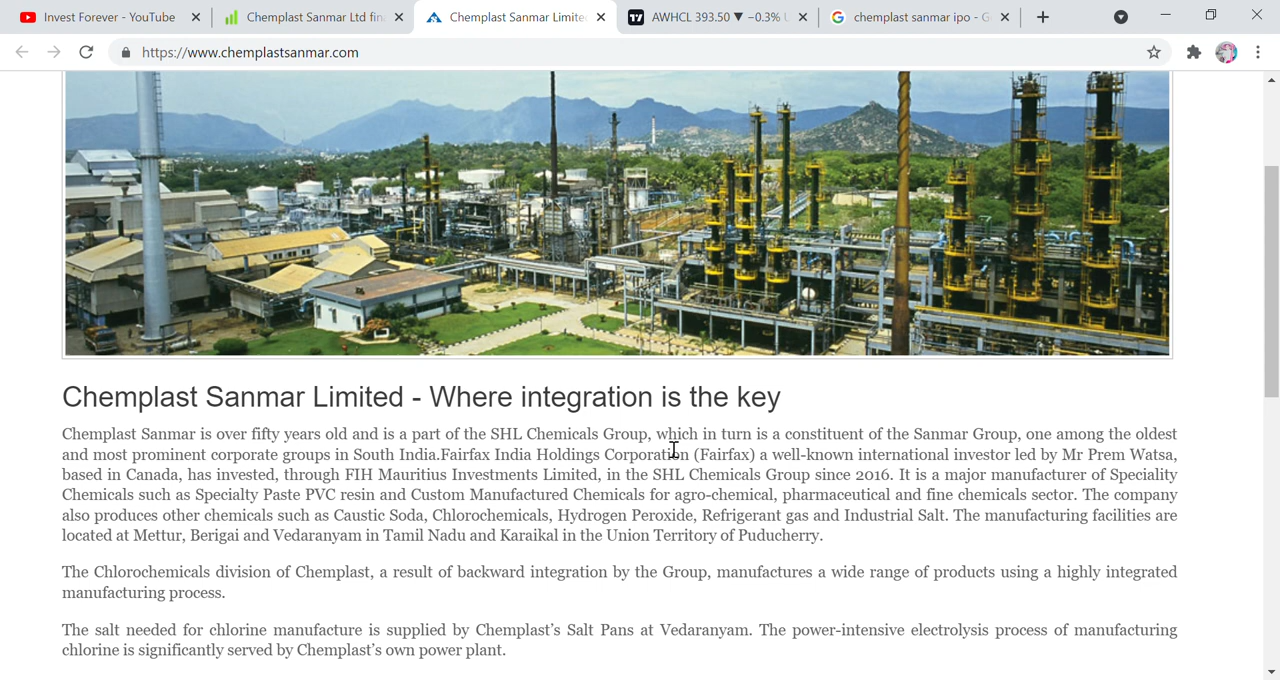 Invest Forever - YouTube
Chemplast Sanmar Ltd fin
Chemplast Sanmar Limite
AWHCL 393.50 ▼ −0.3% U
chemplast sanmar ipo - G
https://www.chemplastsanmar.com
Chemplast Sanmar Limited - Where integration is the key
Chemplast Sanmar is over fifty years old and is a part of the SHL Chemicals Group, which in turn is a constituent of the Sanmar Group, one among the oldest
and most prominent corporate groups in South India.Fairfax India Holdings Corporation (Fairfax) a well-known international investor led by Mr Prem Watsa,
based in Canada, has invested, through FIH Mauritius Investments Limited, in the SHL Chemicals Group since 2016. It is a major manufacturer of Speciality
Chemicals such as Specialty Paste PVC resin and Custom Manufactured Chemicals for agro-chemical, pharmaceutical and fine chemicals sector. The company
also produces other chemicals such as Caustic Soda, Chlorochemicals, Hydrogen Peroxide, Refrigerant gas and Industrial Salt. The manufacturing facilities are
located at Mettur, Berigai and Vedaranyam in Tamil Nadu and Karaikal in the Union Territory of Puducherry.
The Chlorochemicals division of Chemplast, a result of backward integration by the Group, manufactures a wide range of products using a highly integrated
manufacturing process.
The salt needed for chlorine manufacture is supplied by Chemplast's Salt Pans at Vedaranyam. The power-intensive electrolysis process of manufacturing
chlorine is significantly served by Chemplast's own power plant.